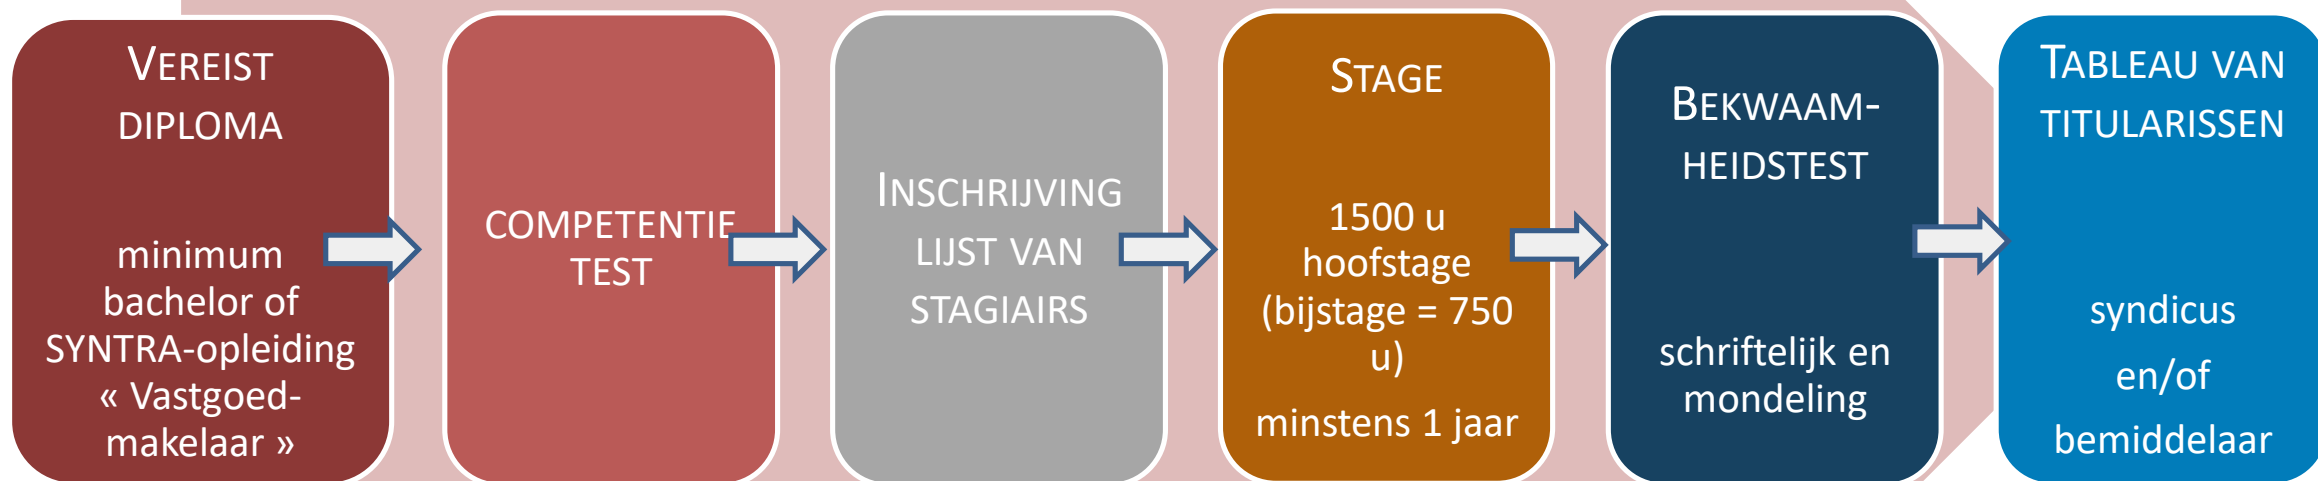 VEREIST
DIPLOMA
minimum
bachelor of
SYNTRA-opleiding
« Vastgoed-
makelaar »
COMPETENTIE
TEST
INSCHRIJVING
LIJST VAN
STAGIAIRS
STAGE
1500 u
hoofstage
(bijstage = 750
u)
minstens 1 jaar
BEKWAAM-
HEIDSTEST
schriftelijk en
mondeling
TABLEAU VAN
TITULARISSEN
syndicus
en/of
bemiddelaar